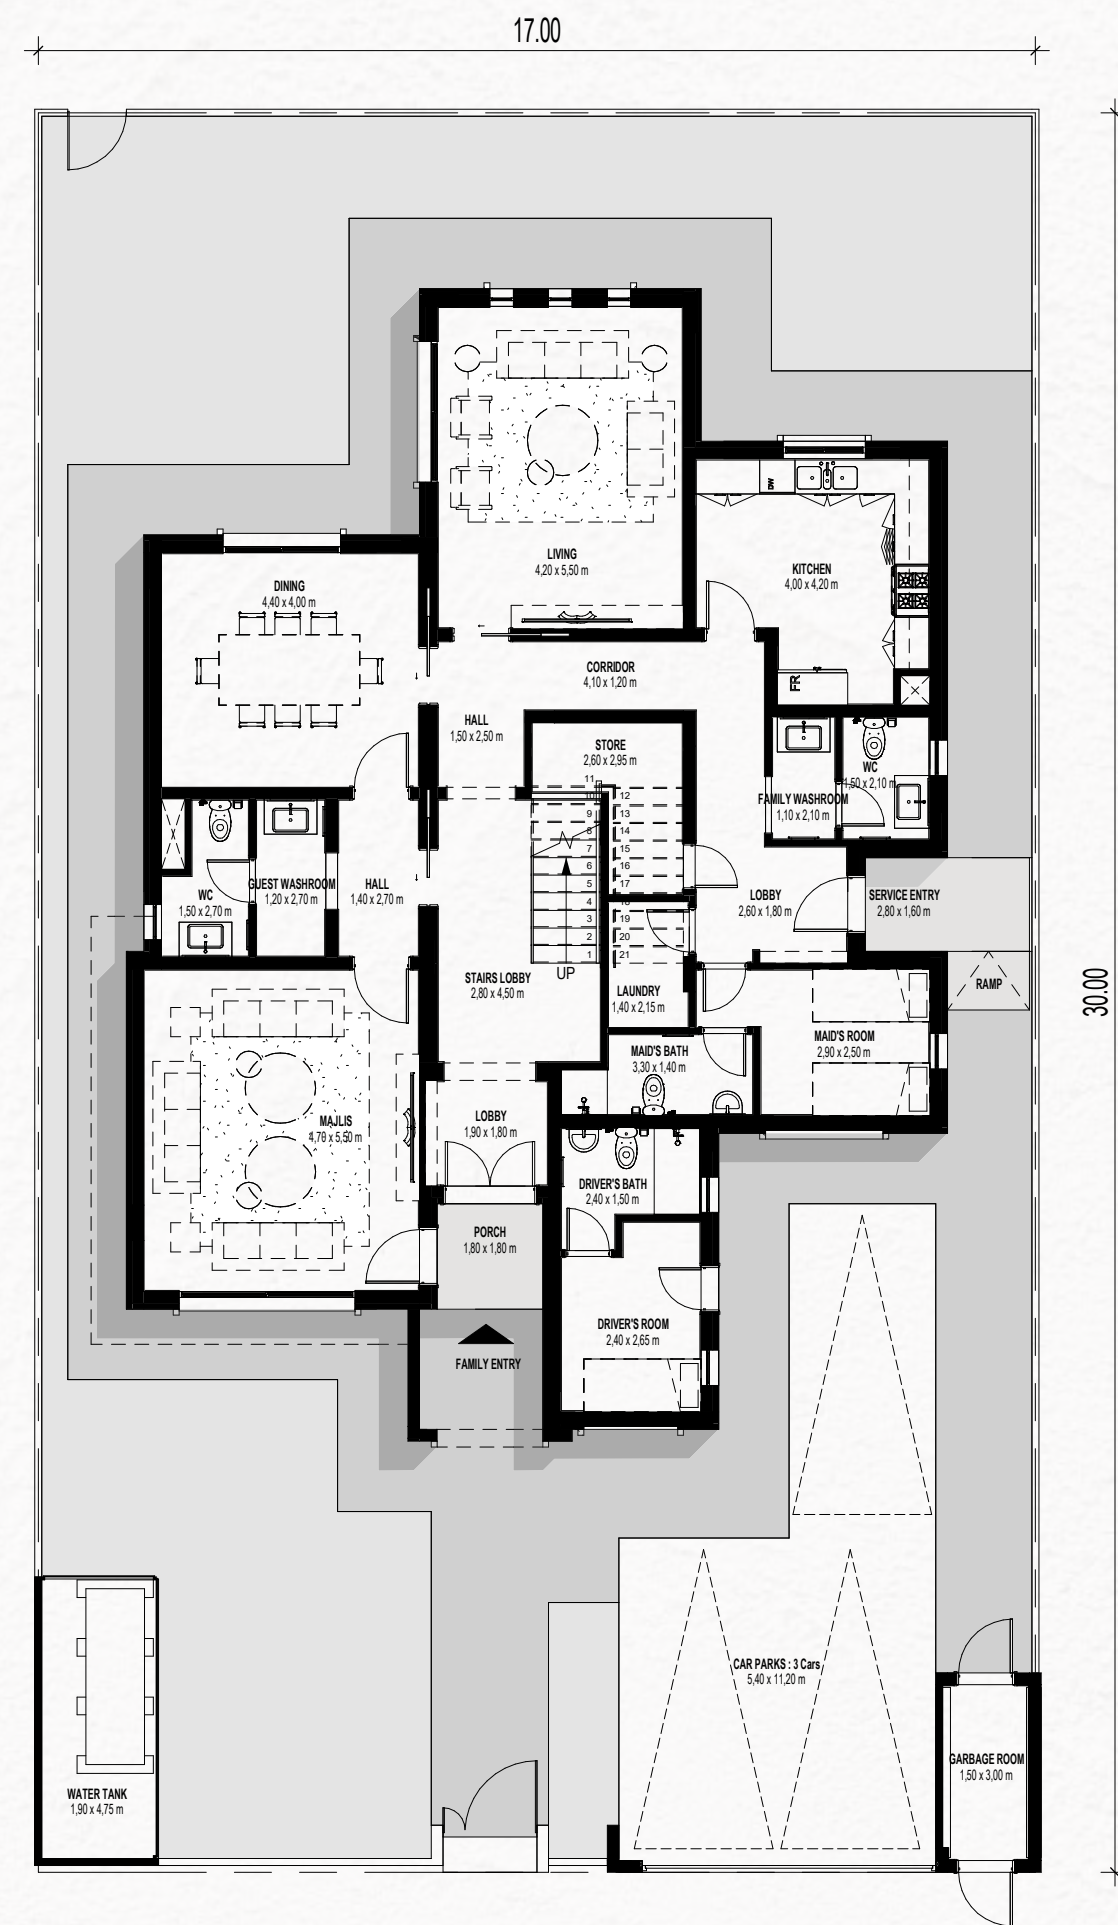 17.00
30.00
LIVING
4,20 x 5,50 m
DW
KITCHEN
4,00 x 4,20 m
FR
DINING
4,40 x 4,00 m
CORRIDOR
4,10 x 1,20 m
HALL
1,50 x 2,50 m
STORE
2,60 x 2,95 m
WC
1,50 x 2,10 m
FAMILY WASHROOM
1,10 x 2,10 m
11
10
9
8
7
6
5
4
3
2
1
UP
12
13
14
15
16
17
18
19
20
21
WC
1,50 x 2,70 m
GUEST WASHROOM
1,20 x 2,70 m
HALL
1,40 x 2,70 m
LOBBY
2,60 x 1,80 m
SERVICE ENTRY
2,80 x 1,60 m
RAMP
STAIRS LOBBY
2,80 x 4,50 m
LAUNDRY
1,40 x 2,15 m
MAID'S ROOM
2,90 x 2,50 m
MAID'S BATH
3,30 x 1,40 m
MAJLIS
4,70 x 5,50 m
LOBBY
1,90 x 1,80 m
DRIVER'S BATH
2,40 x 1,50 m
PORCH
1,80 x 1,80 m
DRIVER'S ROOM
2,40 x 2,65 m
FAMILY ENTRY
CAR PARKS : 3 Cars
5,40 x 11,20 m
GARBAGE ROOM
1,50 x 3,00 m
WATER TANK
1,90 x 4,75 m